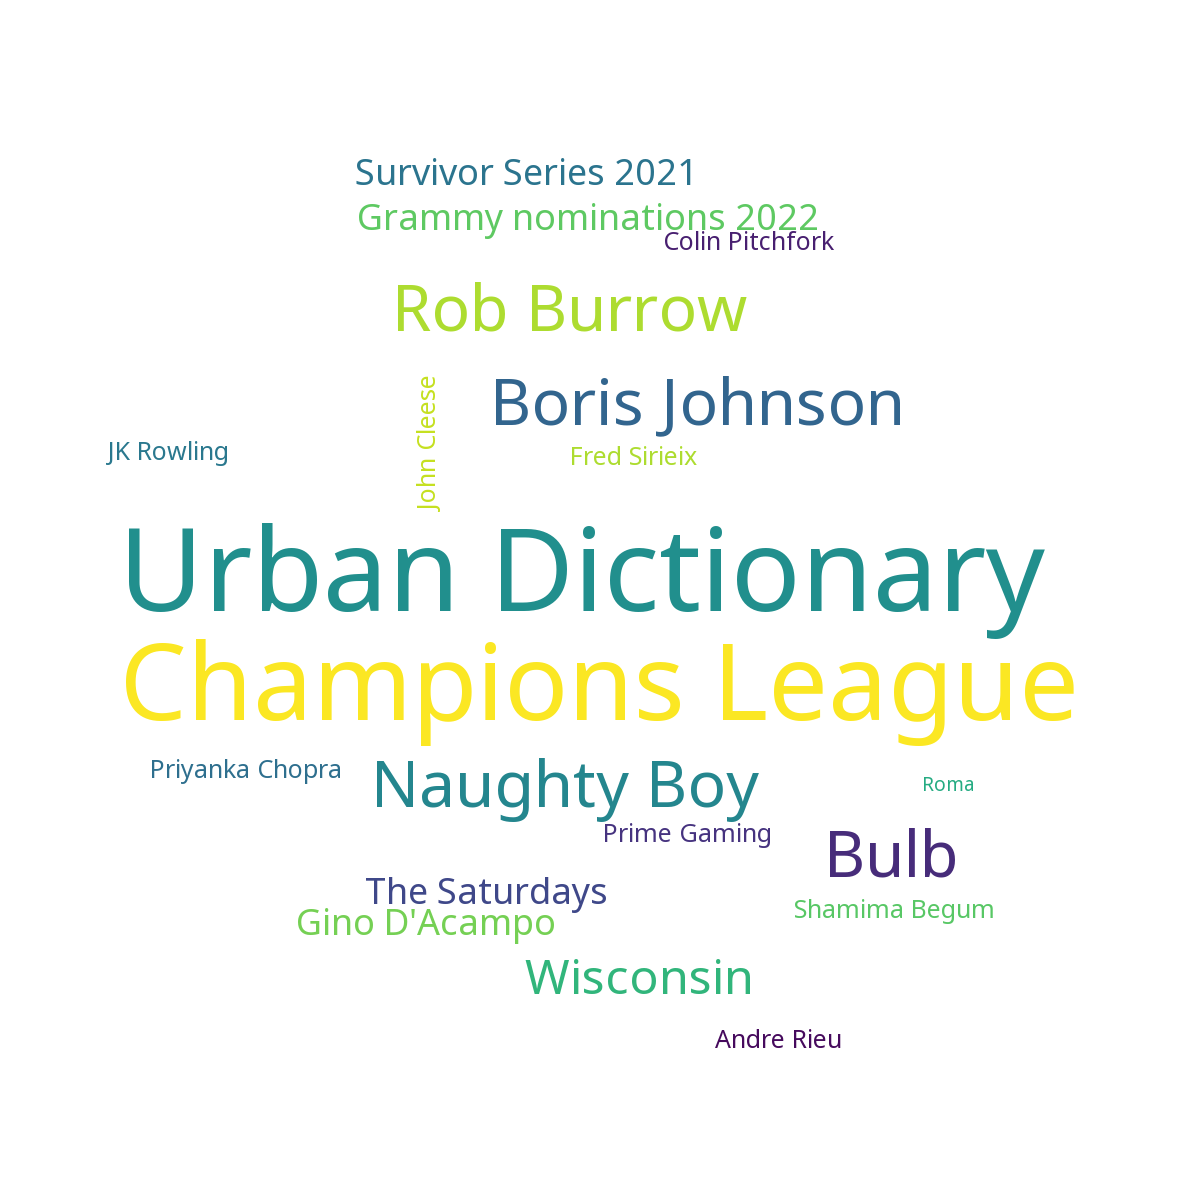 Survivor Series 2021
Grammy nominations 2022
Colin Pitchfork
Rob Burrow
Boris Johnson
John Cleese
JK Rowling
Fred Sirieix
Urban Dictionary
Champions League
Priyanka Chopra
Naughty Boy
Roma
Prime Gaming
Bulb
The Saturdays
Shamima Begum
Gino D'Acampo
Wisconsin
Andre Rieu